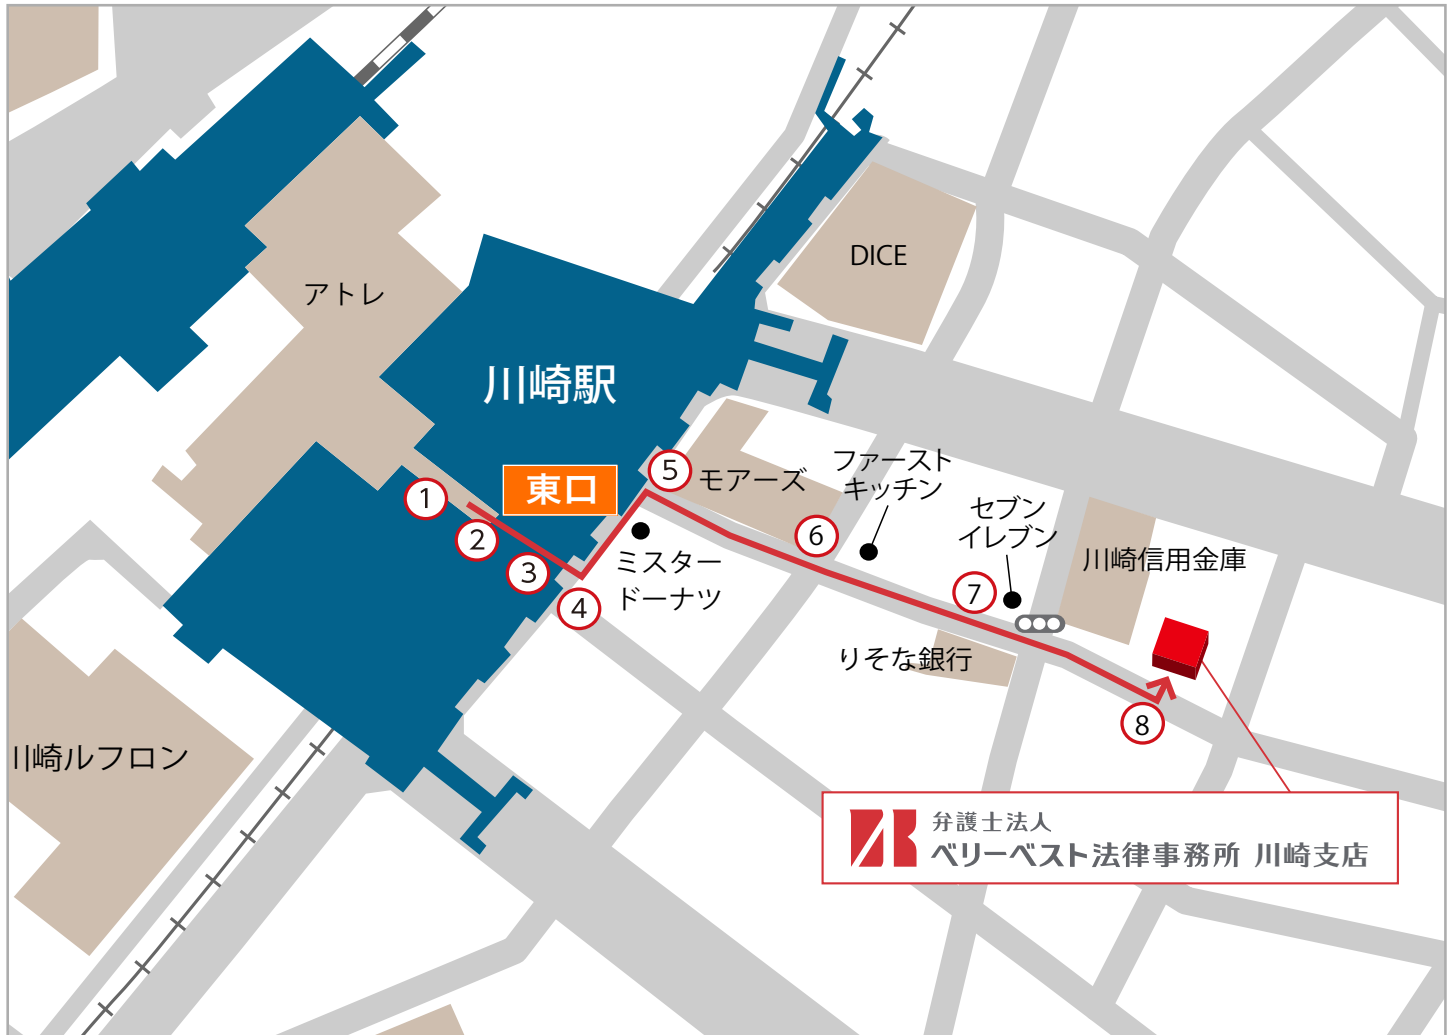 DICE
アトレ
川崎駅
東口
モアーズ
ファースト
キッチン
セブン
イレブン
川崎信用金庫
ミスター
ドーナツ
りそな銀行
川崎ルフロン
1
2
3
4
5
6
7
8
弁護士法人
ベリーベスト法律事務所 川崎支店